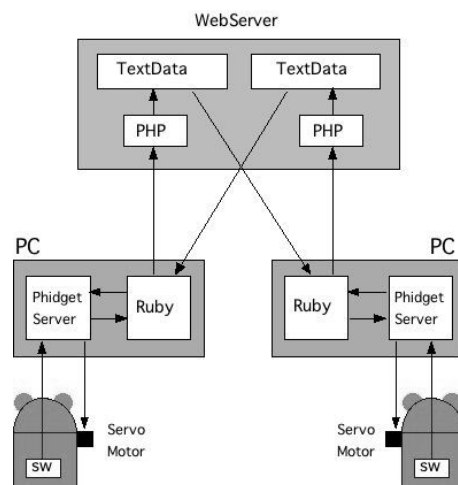 WebServer
TextData
TextData
PHP
PHP
PC
PC
Phidget
Server
Ruby
Ruby
Phidget
Server
Servo
Motor
Servo
Motor
SW
SW